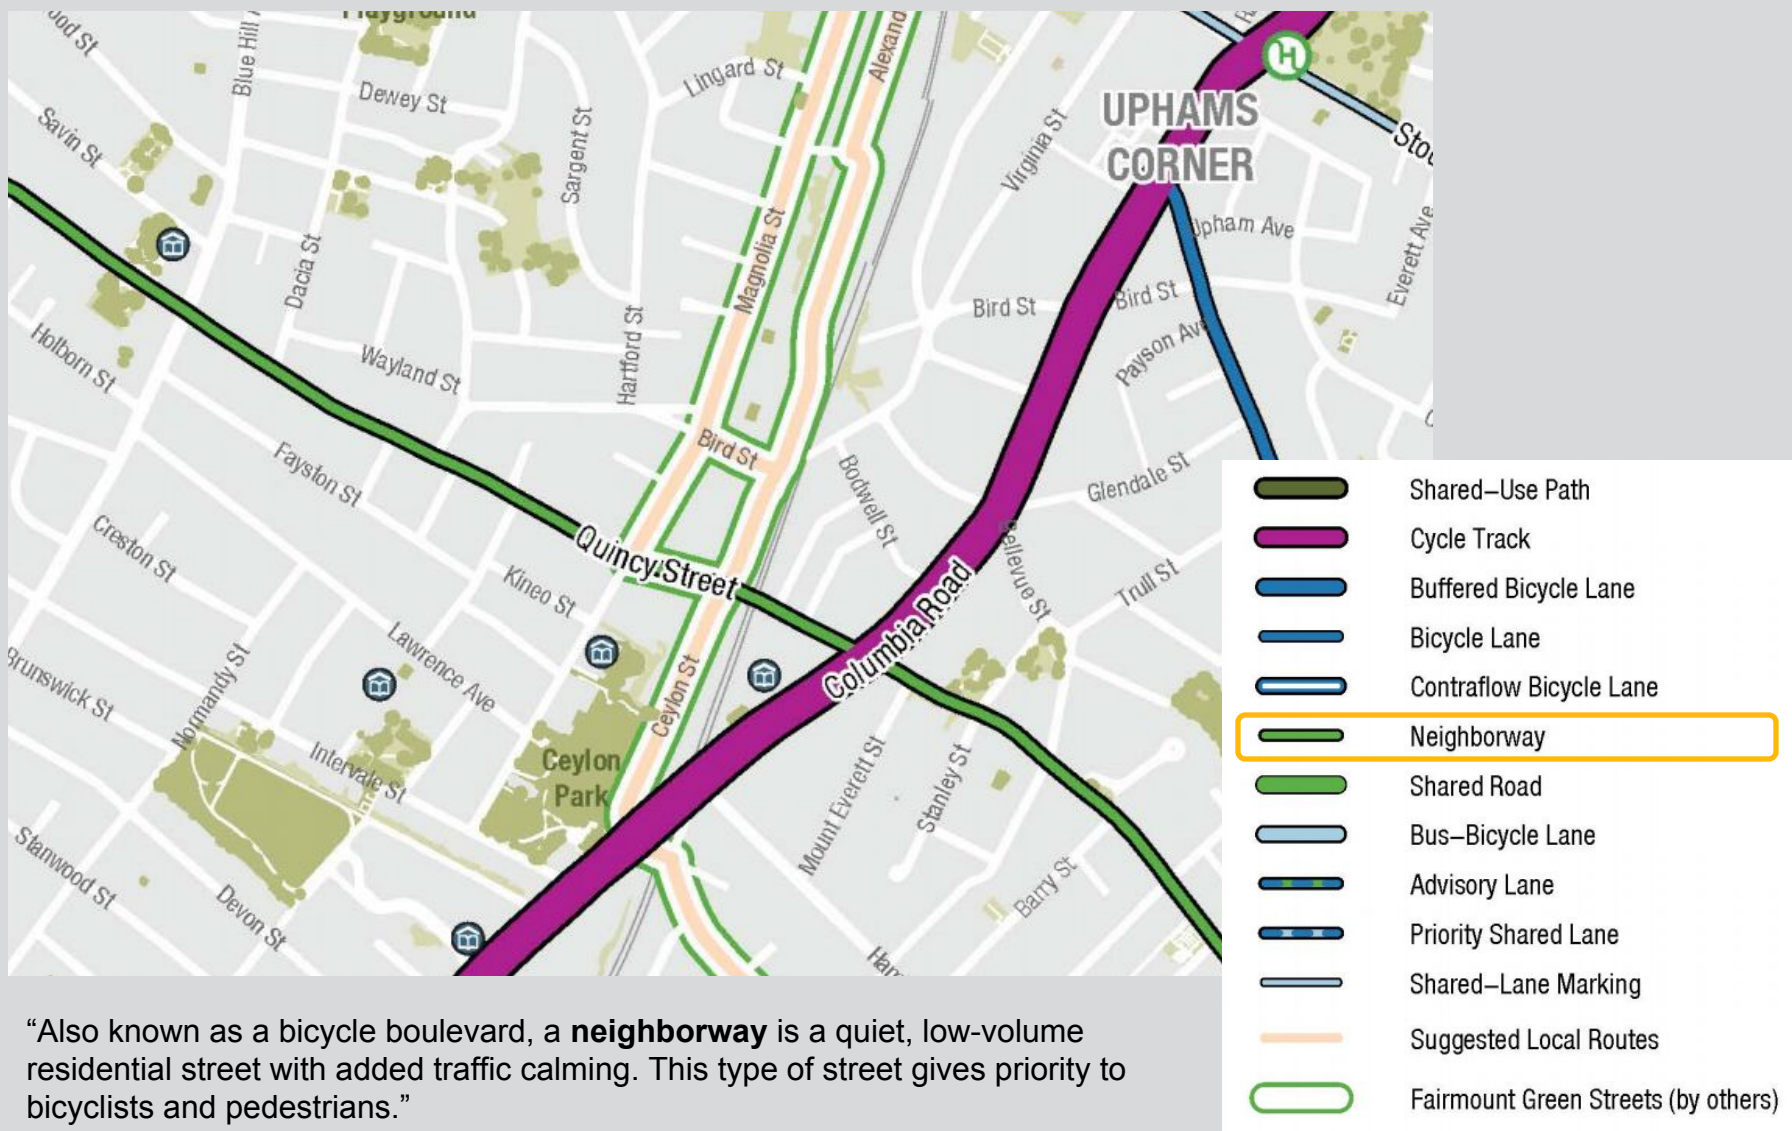 Playground
Blue Hill
Alexand
Dewey St
Lingard St
Savin St
Sargent St
Virginia St
UPHAMS
CORNER
Upham Ave
Everett Ave
Dacia St
Magnolia St
Bird St
Bird St
Holborn St
Wayland St
Hartford St
Payson Ave
Bird St
Fayston St
Bodwell St
Glendale St
Creston St
Quincy Street
Kineo St
Bellevue St
Trull St
Columbia Road
Lawrence Ave
Brunswick St
Normandy St
Ceylon St
Intervale St
Ceylon
Park
Mount Everett St
Stanley St
Stanwood St
Devon St
Barry St
Shared–Use Path
Cycle Track
Buffered Bicycle Lane
Bicycle Lane
Contraflow Bicycle Lane
Neighborway
Shared Road
Bus–Bicycle Lane
Advisory Lane
Priority Shared Lane
Shared–Lane Marking
Suggested Local Routes
Fairmount Green Streets (by others)
“Also known as a bicycle boulevard, a neighborway is a quiet, low-volume
residential street with added traffic calming. This type of street gives priority to
bicyclists and pedestrians.”